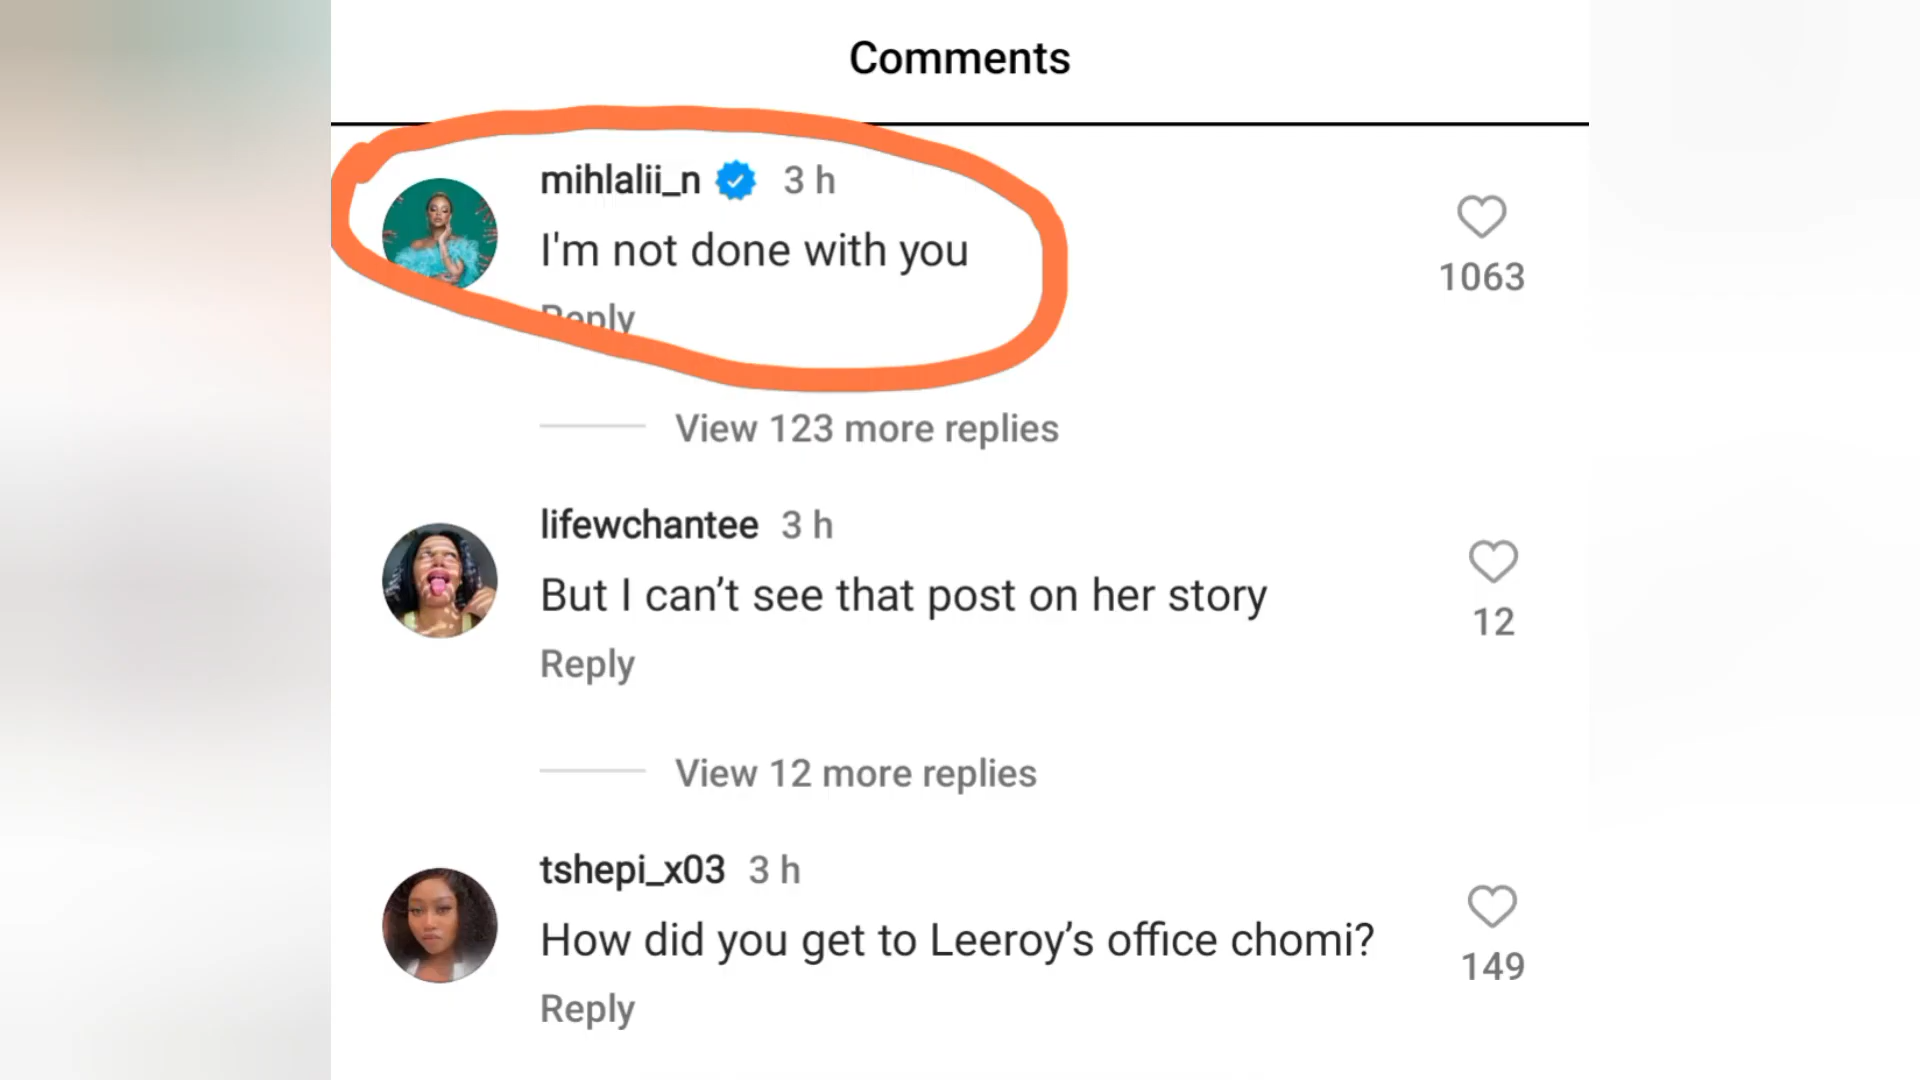 Comments
mihlalii_n 3 h
I'm not done with you
Reply
1063
View 123 more replies
lifewchantee 3 h
But I can’t see that post on her story
Reply
12
View 12 more replies
tshepi_x03 3 h
How did you get to Leeroy’s office chomi?
Reply
149